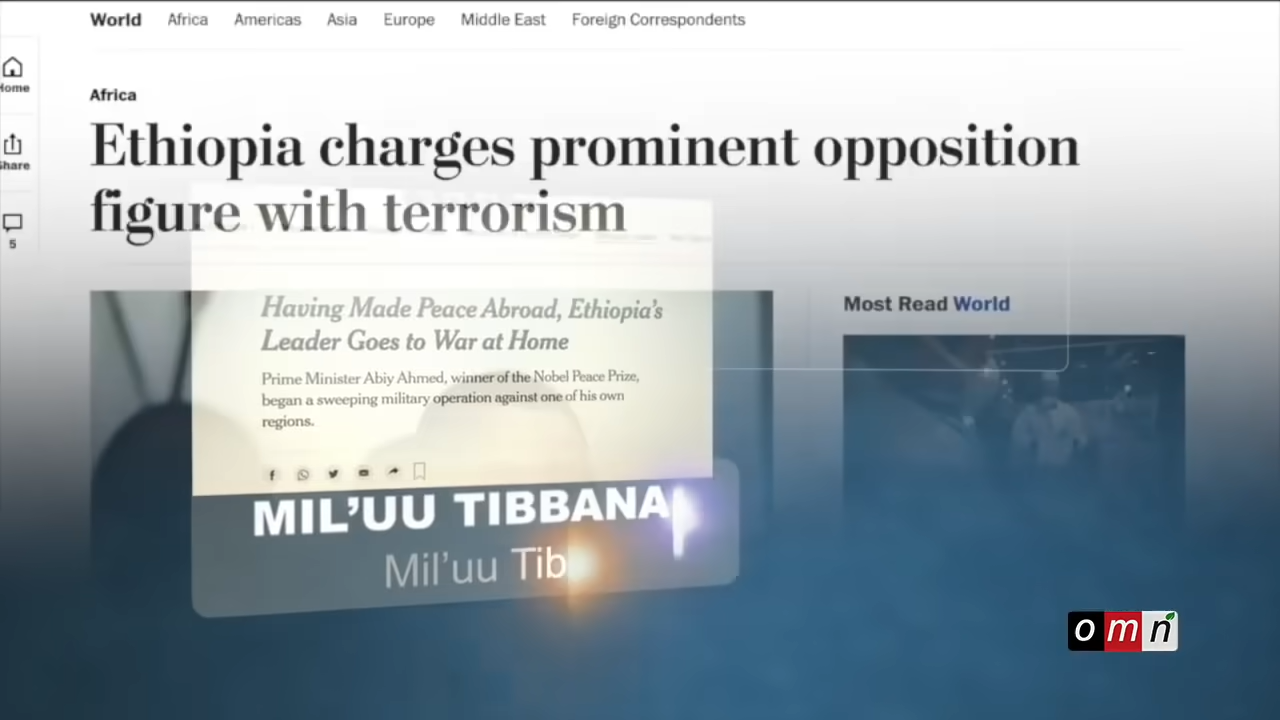 World Africa Americas Asia Europe Middle East Foreign Correspondents
Home
Africa
Ethiopia charges prominent opposition
Share
figure with terrorism
5
Having Made Peace Abroad, Ethiopia's
Leader Goes to War at Home
Most Read World
Prime Minister Abiy Ahmed, winner of the Nobel Peace Prize,
began a sweeping military operation against one of his own
regions.
MIL'UU TIBBANA
Mil'uu Tib
omn